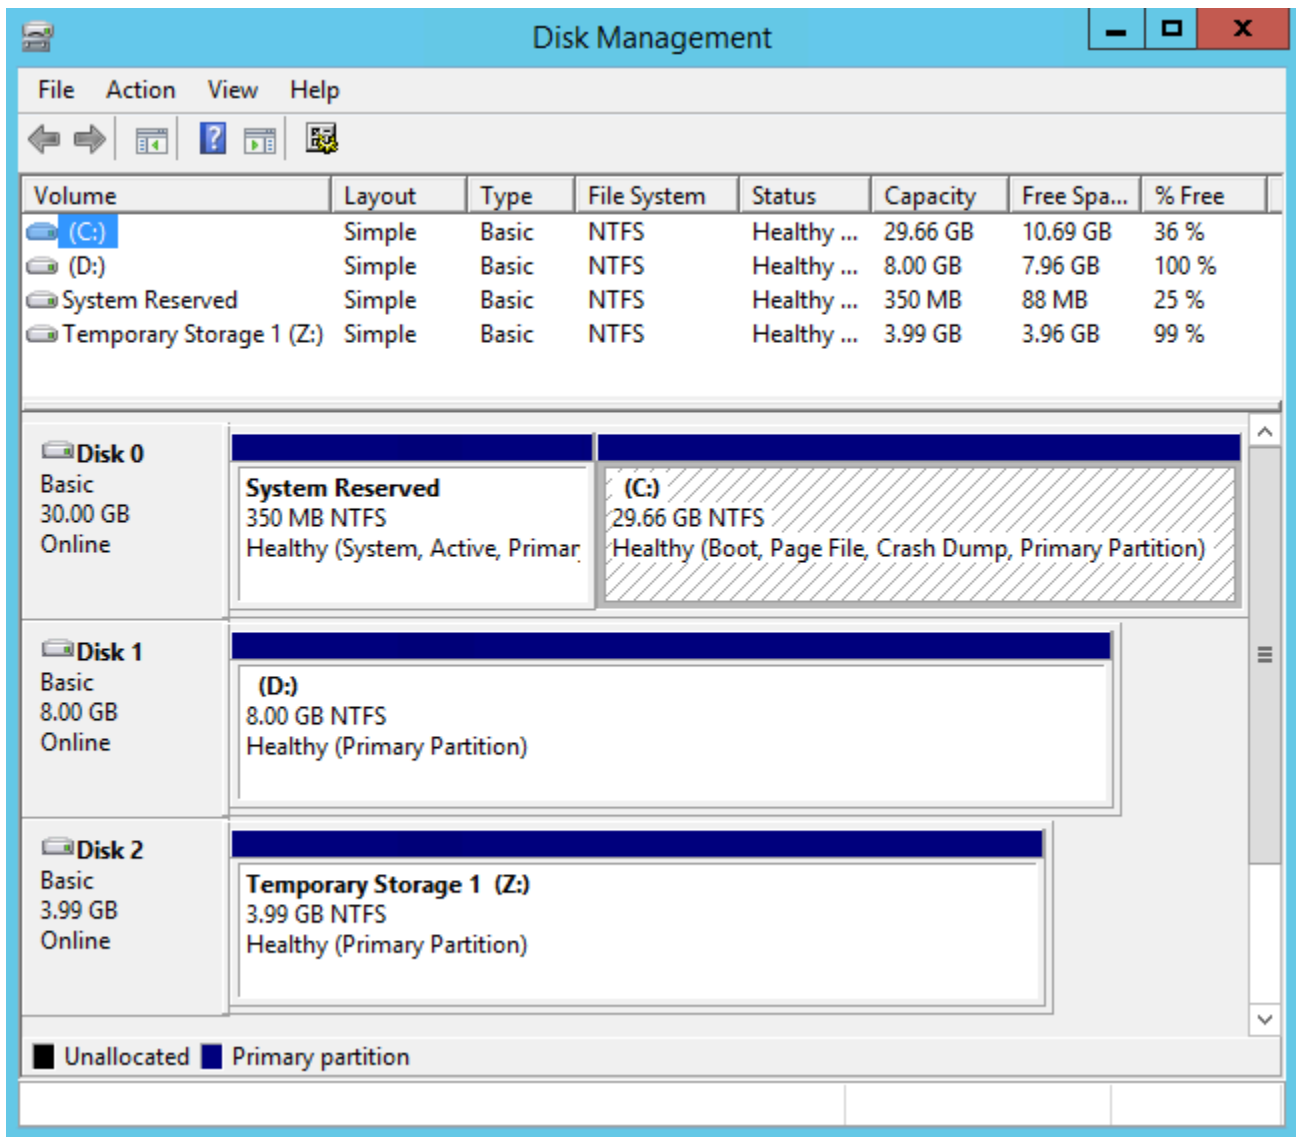 Disk Management
File Action View Help
Volume Layout Type File System Status Capacity Free Spa... % Free
(C:) Simple Basic NTFS Healthy ... 29.66 GB 10.69 GB 36 %
(D:) Simple Basic NTFS Healthy ... 8.00 GB 7.96 GB 100 %
System Reserved Simple Basic NTFS Healthy ... 350 MB 88 MB 25 %
Temporary Storage 1 (Z:) Simple Basic NTFS Healthy ... 3.99 GB 3.96 GB 99 %
Disk 0
Basic
30.00 GB
Online
System Reserved
350 MB NTFS
Healthy (System, Active, Primar
(C:)
29.66 GB NTFS
Healthy (Boot, Page File, Crash Dump, Primary Partition)
Disk 1
Basic
8.00 GB
Online
(D:)
8.00 GB NTFS
Healthy (Primary Partition)
Disk 2
Basic
3.99 GB
Online
Temporary Storage 1 (Z:)
3.99 GB NTFS
Healthy (Primary Partition)
Unallocated Primary partition